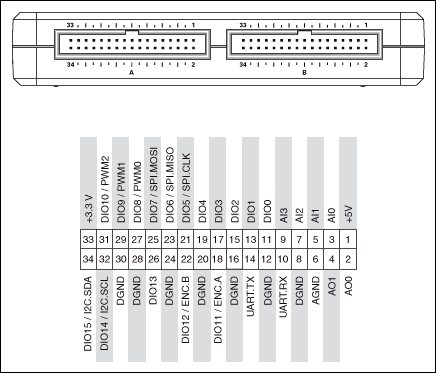 33 1 33 1
34 2 34 2
A B
+3.3 V DIO10 / PWM2 DIO9 / PWM1 DIO8 / PWM0 DIO7 / SPI.MOSI DIO6 / SPI.MISO DIO5 / SPI.CLK DIO4 DIO3 DIO2 DIO1 DIO0 AI3 AI2 AI1 AI0 +5V
33 31 29 27 25 23 21 19 17 15 13 11 9 7 5 3 1
34 32 30 28 26 24 22 20 18 16 14 12 10 8 6 4 2
DIO15 / I2C.SDA DIO14 / I2C.SCL DGND DGND DIO13 DGND DIO12 / ENC.B DGND DIO11 / ENC.A DGND UART.TX DGND UART.RX DGND AGND AO1 AO0